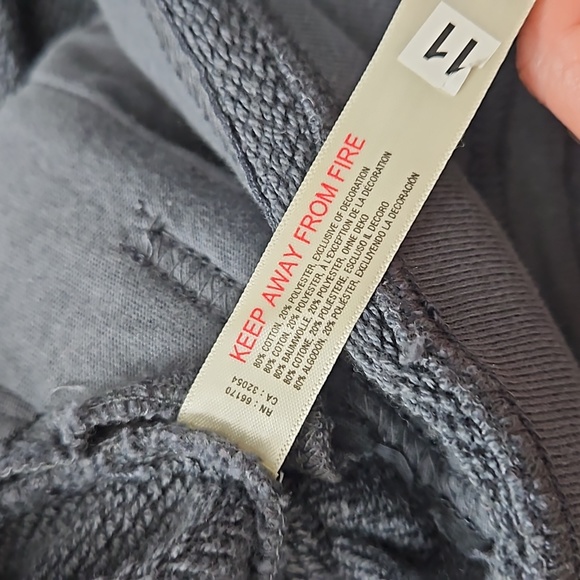 11
KEEP AWAY FROM FIRE
80% COTTON, 20% POLYESTER, EXCLUSIVE OF DECORATION
80% COTON, 20% POLYESTER, À L'EXCEPTION DE LA DECORATION
80% BAUMWOLLE, 20% POLYESTER, OHNE DEKO
80% COTONE, 20% POLIESTERE, ESCLUSO IL DECORO
80% ALGODÓN, 20% POLIÉSTER, EXCLUYENDO LA DECORACIÓN
RN : 66170
CA : 32054